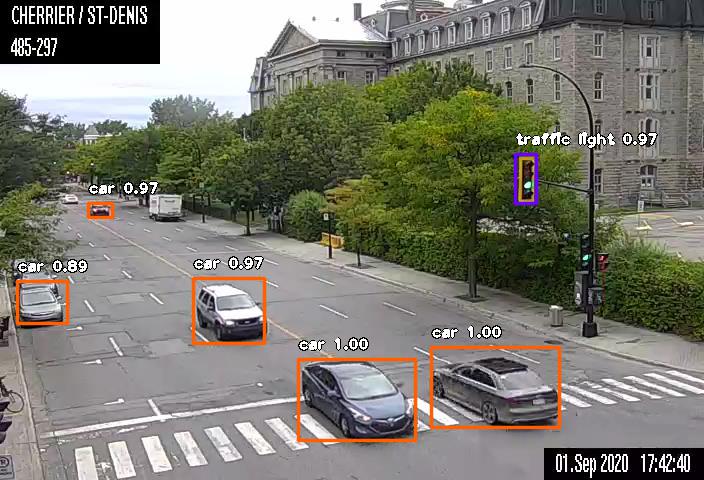 CHERRIER / ST-DENIS
485-297
traffic light 0.97
car 0.97
car 0.89
car 0.97
car 1.00
car 1.00
01.Sep 2020 17:42:40